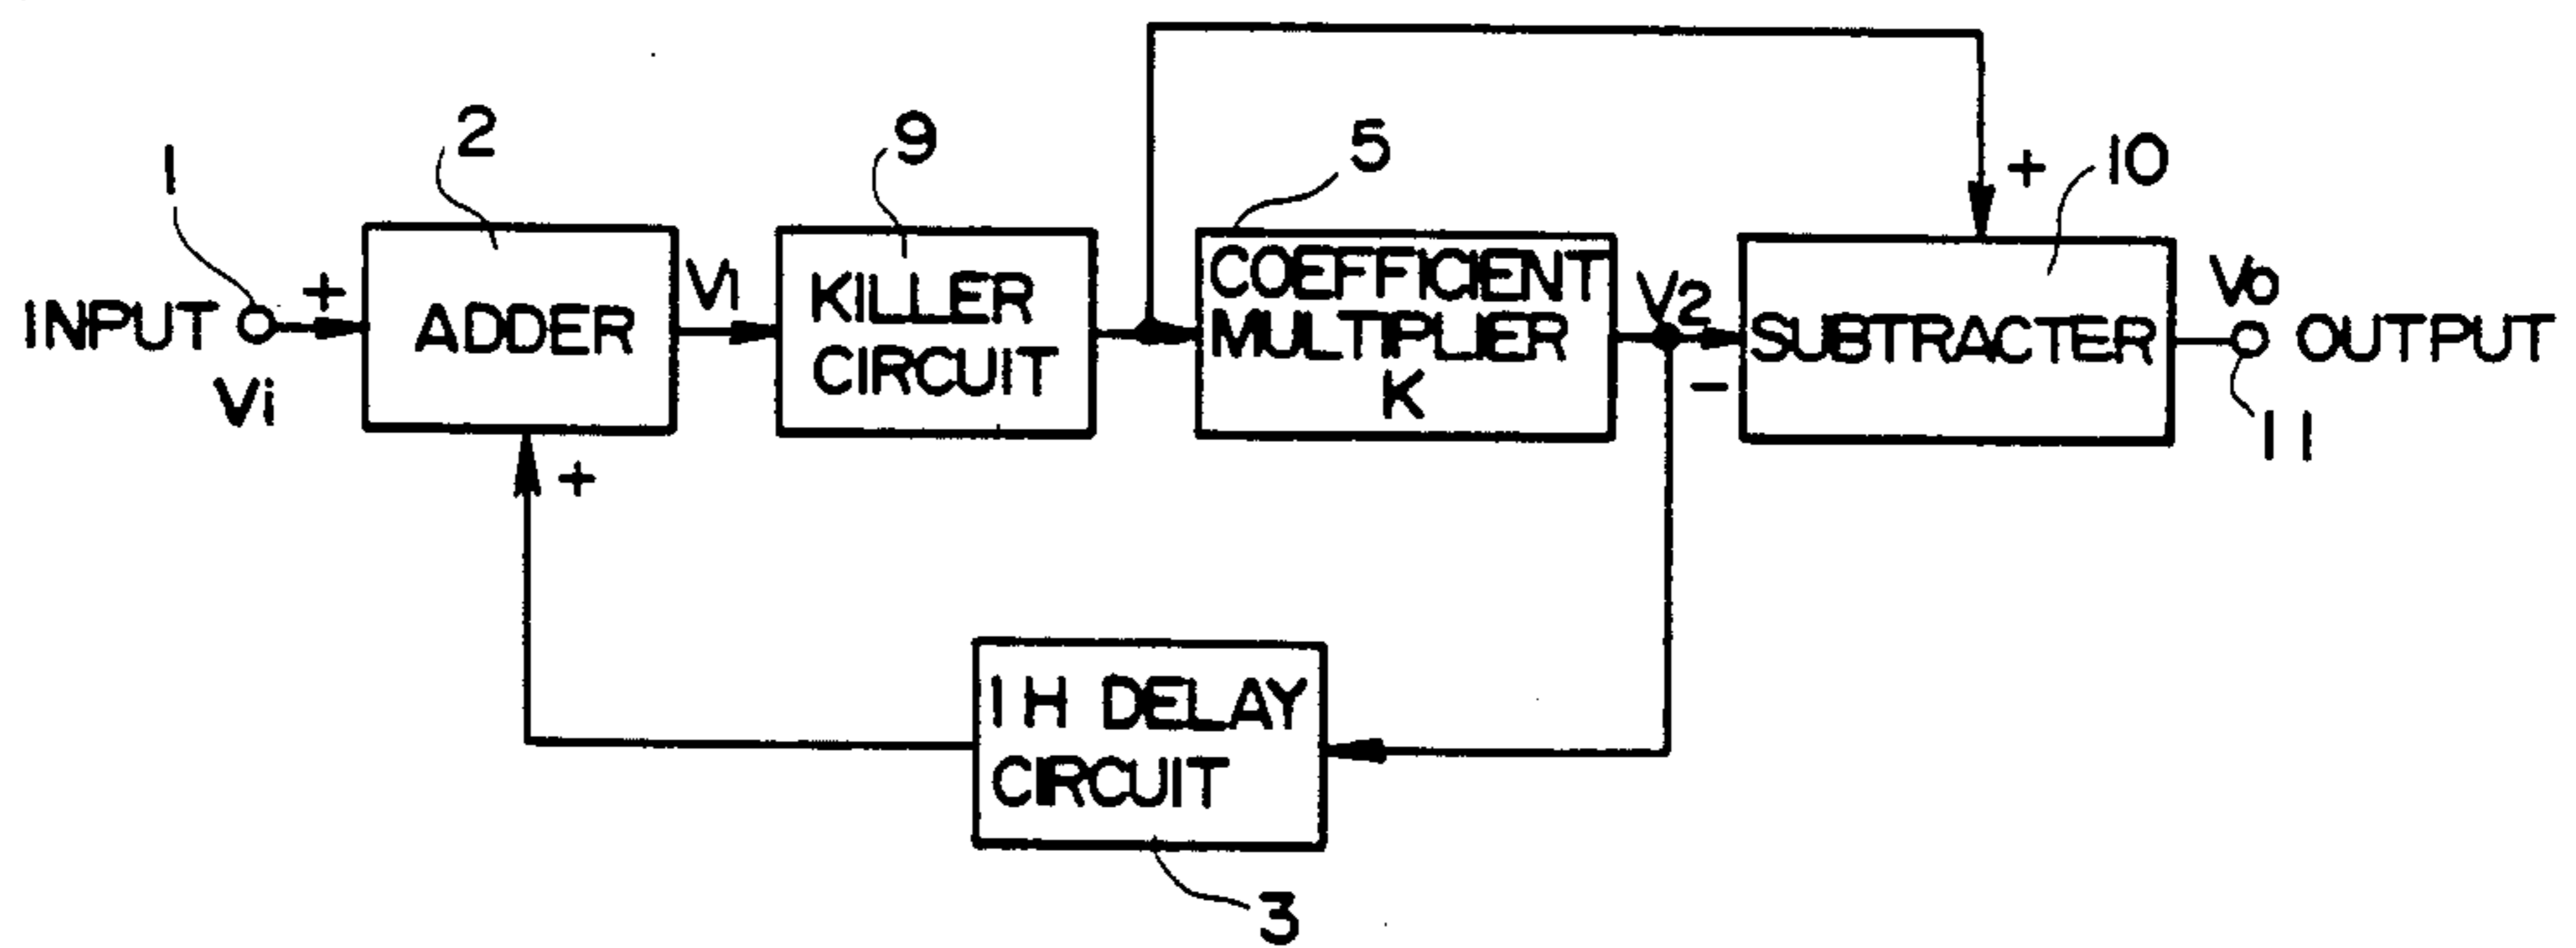 2
9
5
10
1
+
INPUT
Vi
+
ADDER
V1
KILLER
CIRCUIT
COEFFICIENT
MULTIPLIER
K
V2
-
+
SUBTRACTER
Vo
OUTPUT
11
1H DELAY
CIRCUIT
3